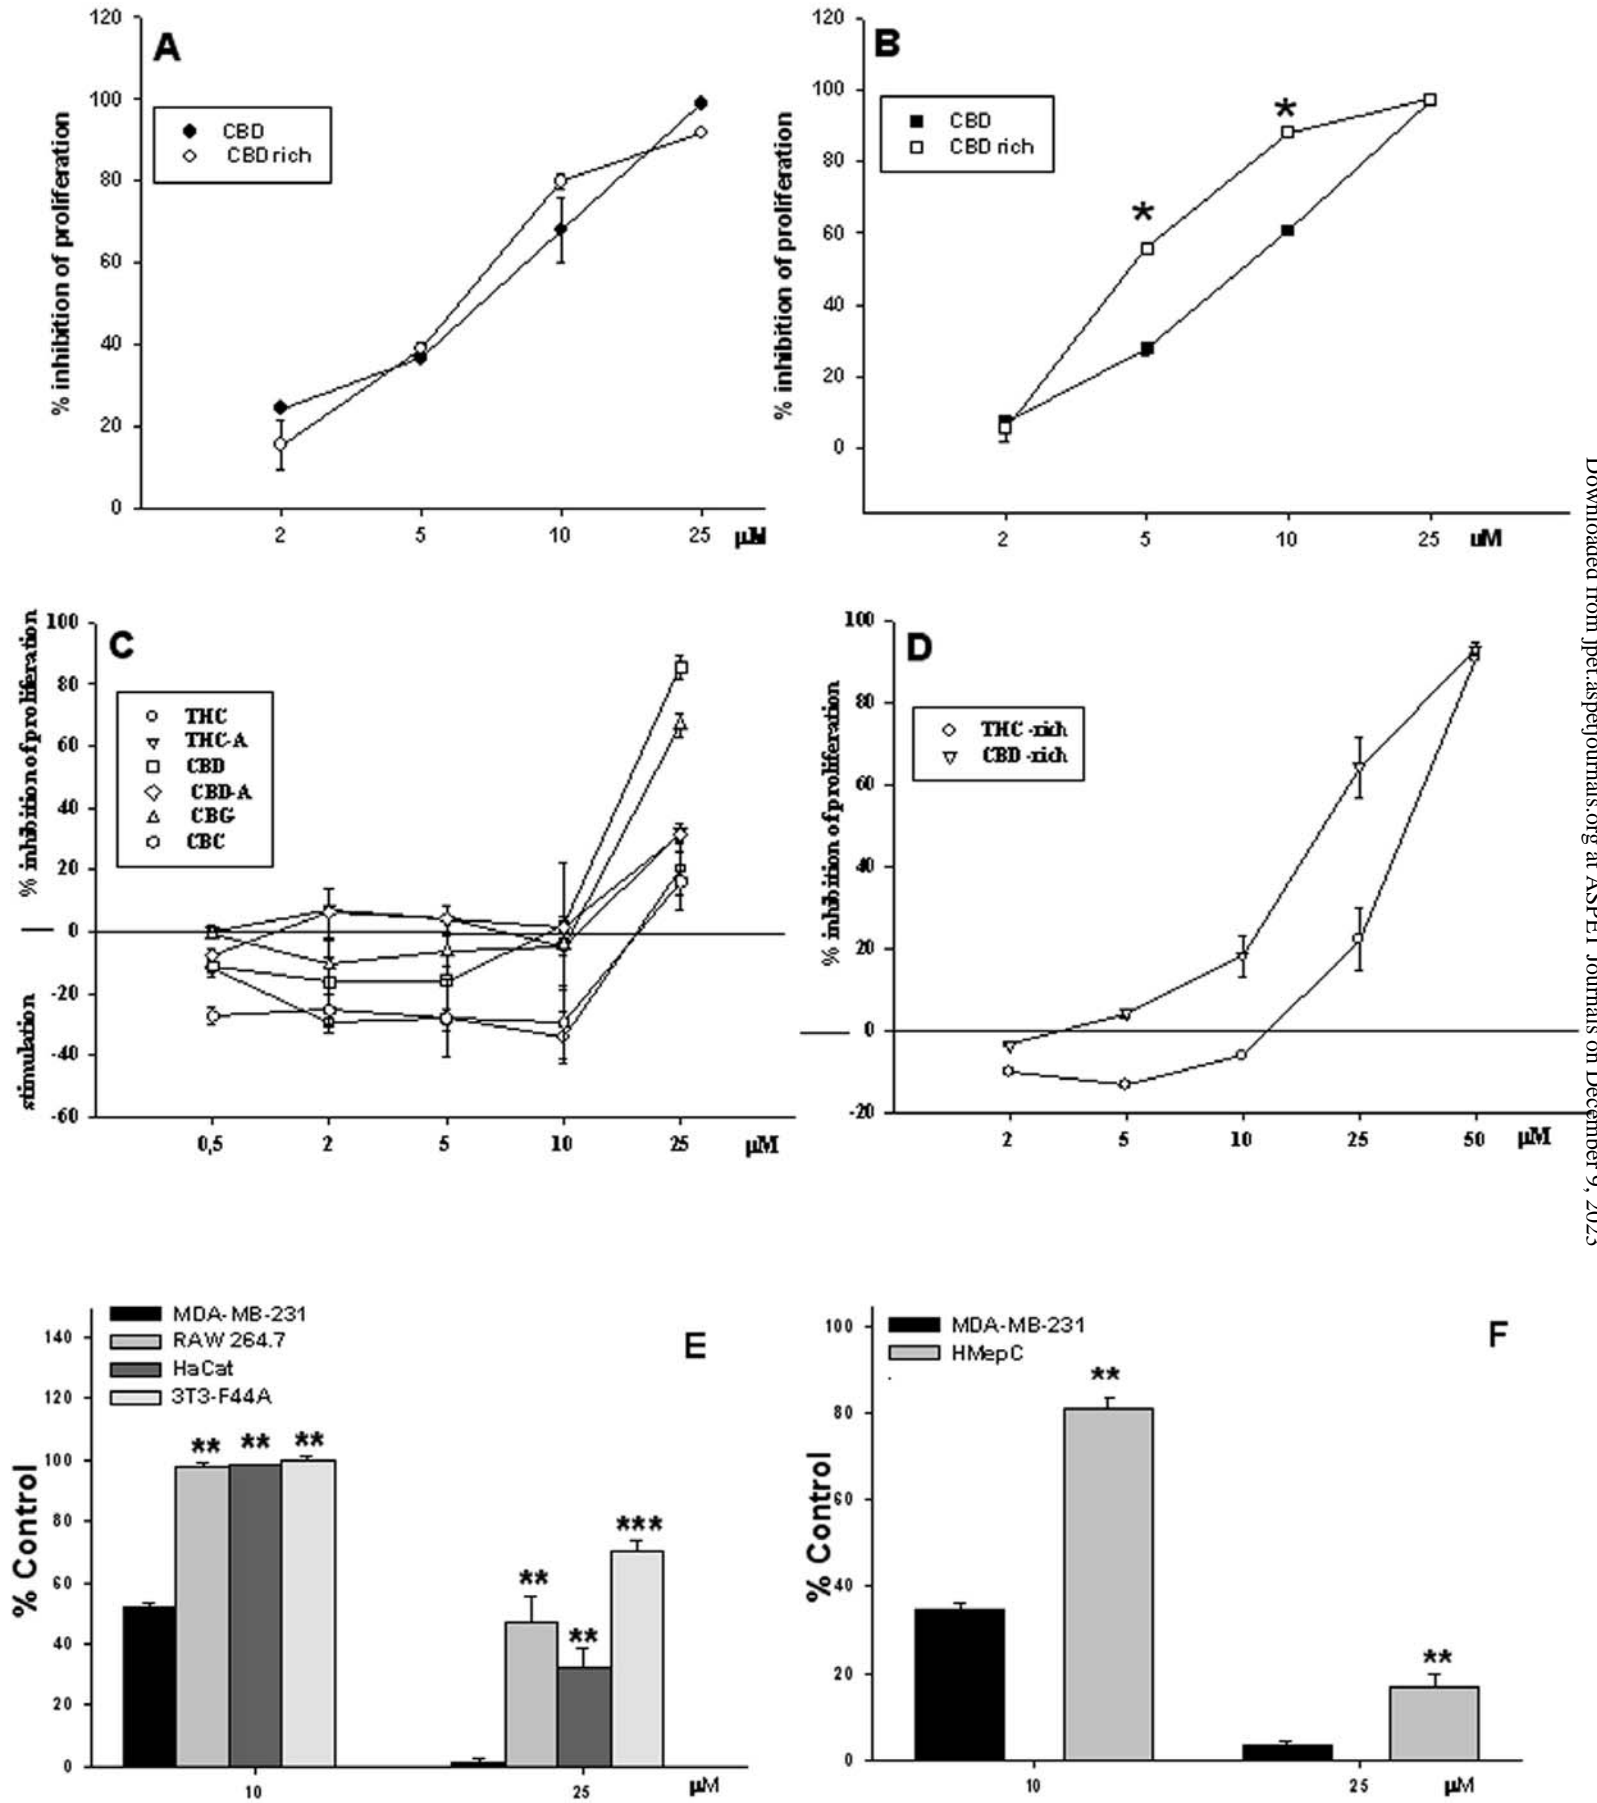 A
% inhibition of proliferation
120
100
80
60
40
20
0
CBD
CBD rich
2 5 10 25 µM
B
% inhibition of proliferation
120
100
80
60
40
20
0
CBD
CBD rich
*
*
2 5 10 25 uM
C
% inhibition of proliferation
stimulation
100
80
60
40
20
0
-20
-40
-60
THC
THC-A
CBD
CBD-A
CBG
CBC
0,5 2 5 10 25 µM
D
% inhibition of proliferation
100
80
60
40
20
0
-20
THC-rich
CBD-rich
2 5 10 25 50 µM
E
% Control
140
120
100
80
60
40
20
0
MDA-MB-231
RAW 264.7
HaCat
3T3-F44A
** ** **
** ** ***
10 25 µM
F
% Control
100
80
60
40
20
0
MDA-MB-231
HMepC
**
**
10 25 µM
Downloaded from jpet.aspetjournals.org at ASPET Journals on December 9, 2025